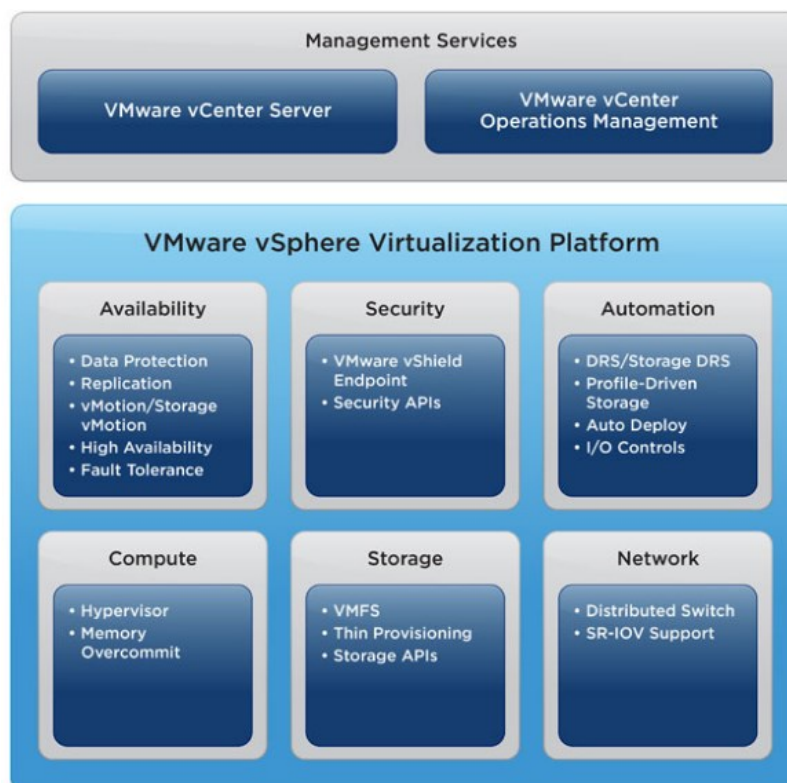 Management Services
VMware vCenter Server
VMware vCenter
Operations Management
VMware vSphere Virtualization Platform
Availability
• Data Protection
• Replication
• vMotion/Storage
vMotion
• High Availability
• Fault Tolerance
Security
• VMware vShield
Endpoint
• Security APIs
Automation
• DRS/Storage DRS
• Profile-Driven
Storage
• Auto Deploy
• I/O Controls
Compute
• Hypervisor
• Memory
Overcommit
Storage
• VMFS
• Thin Provisioning
• Storage APIs
Network
• Distributed Switch
• SR-IOV Support